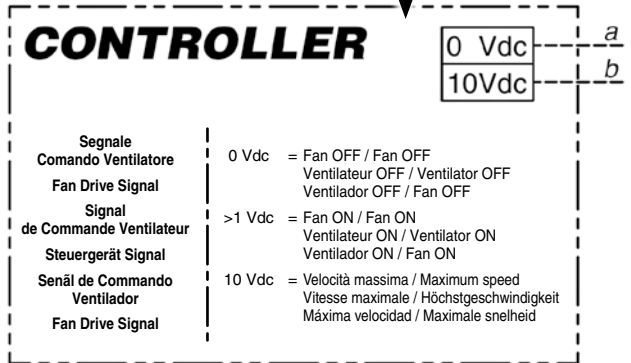 CONTROLLER
0 Vdc
10Vdc
a
b
Segnale
Comando Ventilatore
Fan Drive Signal
Signal
de Commande Ventilateur
Steuergerät Signal
Senãl de Commando
Ventilador
Fan Drive Signal
0 Vdc = Fan OFF / Fan OFF
Ventilateur OFF / Ventilator OFF
Ventilador OFF / Fan OFF
>1 Vdc = Fan ON / Fan ON
Ventilateur ON / Ventilator ON
Ventilador ON / Fan ON
10 Vdc = Velocità massima / Maximum speed
Vitesse maximale / Höchstgeschwindigkeit
Máxima velocidad / Maximale snelheid